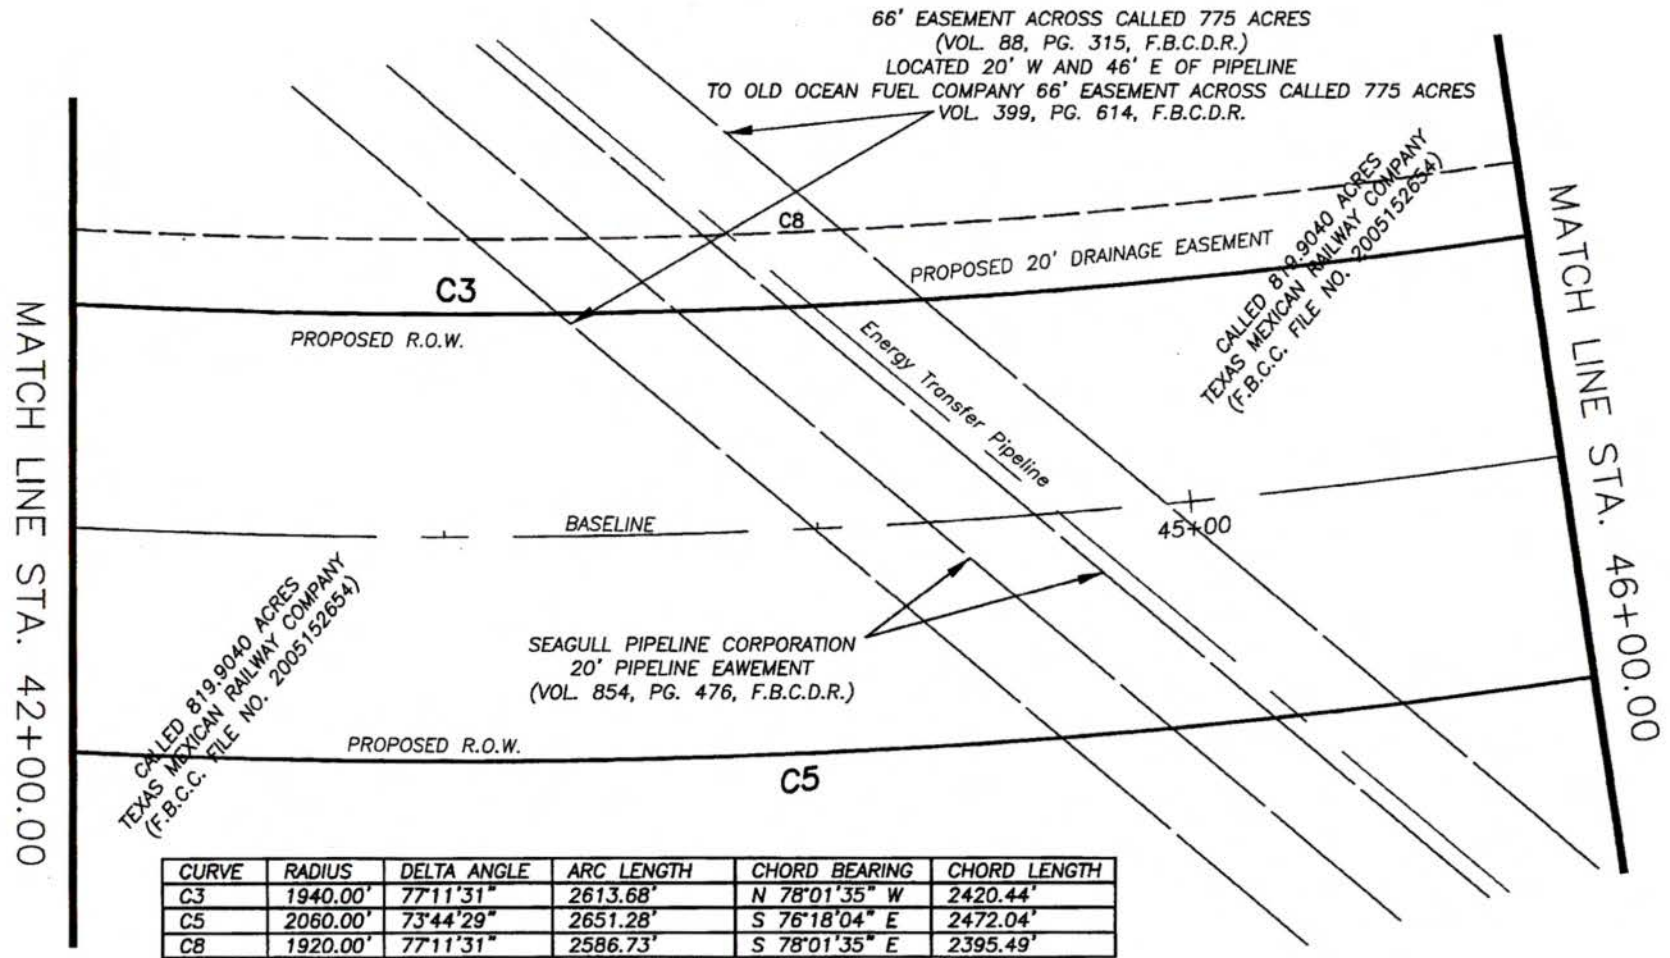 66' EASEMENT ACROSS CALLED 775 ACRES
(VOL. 88, PG. 315, F.B.C.D.R.)
LOCATED 20' W AND 46' E OF PIPELINE
TO OLD OCEAN FUEL COMPANY 66' EASEMENT ACROSS CALLED 775 ACRES
VOL. 399, PG. 614, F.B.C.D.R.
MATCH LINE STA. 42+00.00
MATCH LINE STA. 46+00.00
CALLED 819.9040 ACRES
TEXAS MEXICAN RAILWAY COMPANY
(F.B.C.C. FILE NO. 2005152654)
C8
PROPOSED 20' DRAINAGE EASEMENT
C3
PROPOSED R.O.W.
Energy Transfer Pipeline
BASELINE
45+00
CALLED 819.9040 ACRES
TEXAS MEXICAN RAILWAY COMPANY
(F.B.C.C. FILE NO. 2005152654)
SEAGULL PIPELINE CORPORATION
20' PIPELINE EAWEMENT
(VOL. 854, PG. 476, F.B.C.D.R.)
PROPOSED R.O.W.
C5
CURVE RADIUS DELTA ANGLE ARC LENGTH CHORD BEARING CHORD LENGTH
C3 1940.00' 77°11'31" 2613.68' N 78°01'35" W 2420.44'
C5 2060.00' 73°44'29" 2651.28' S 76°18'04" E 2472.04'
C8 1920.00' 77°11'31" 2586.73' S 78°01'35" E 2395.49'